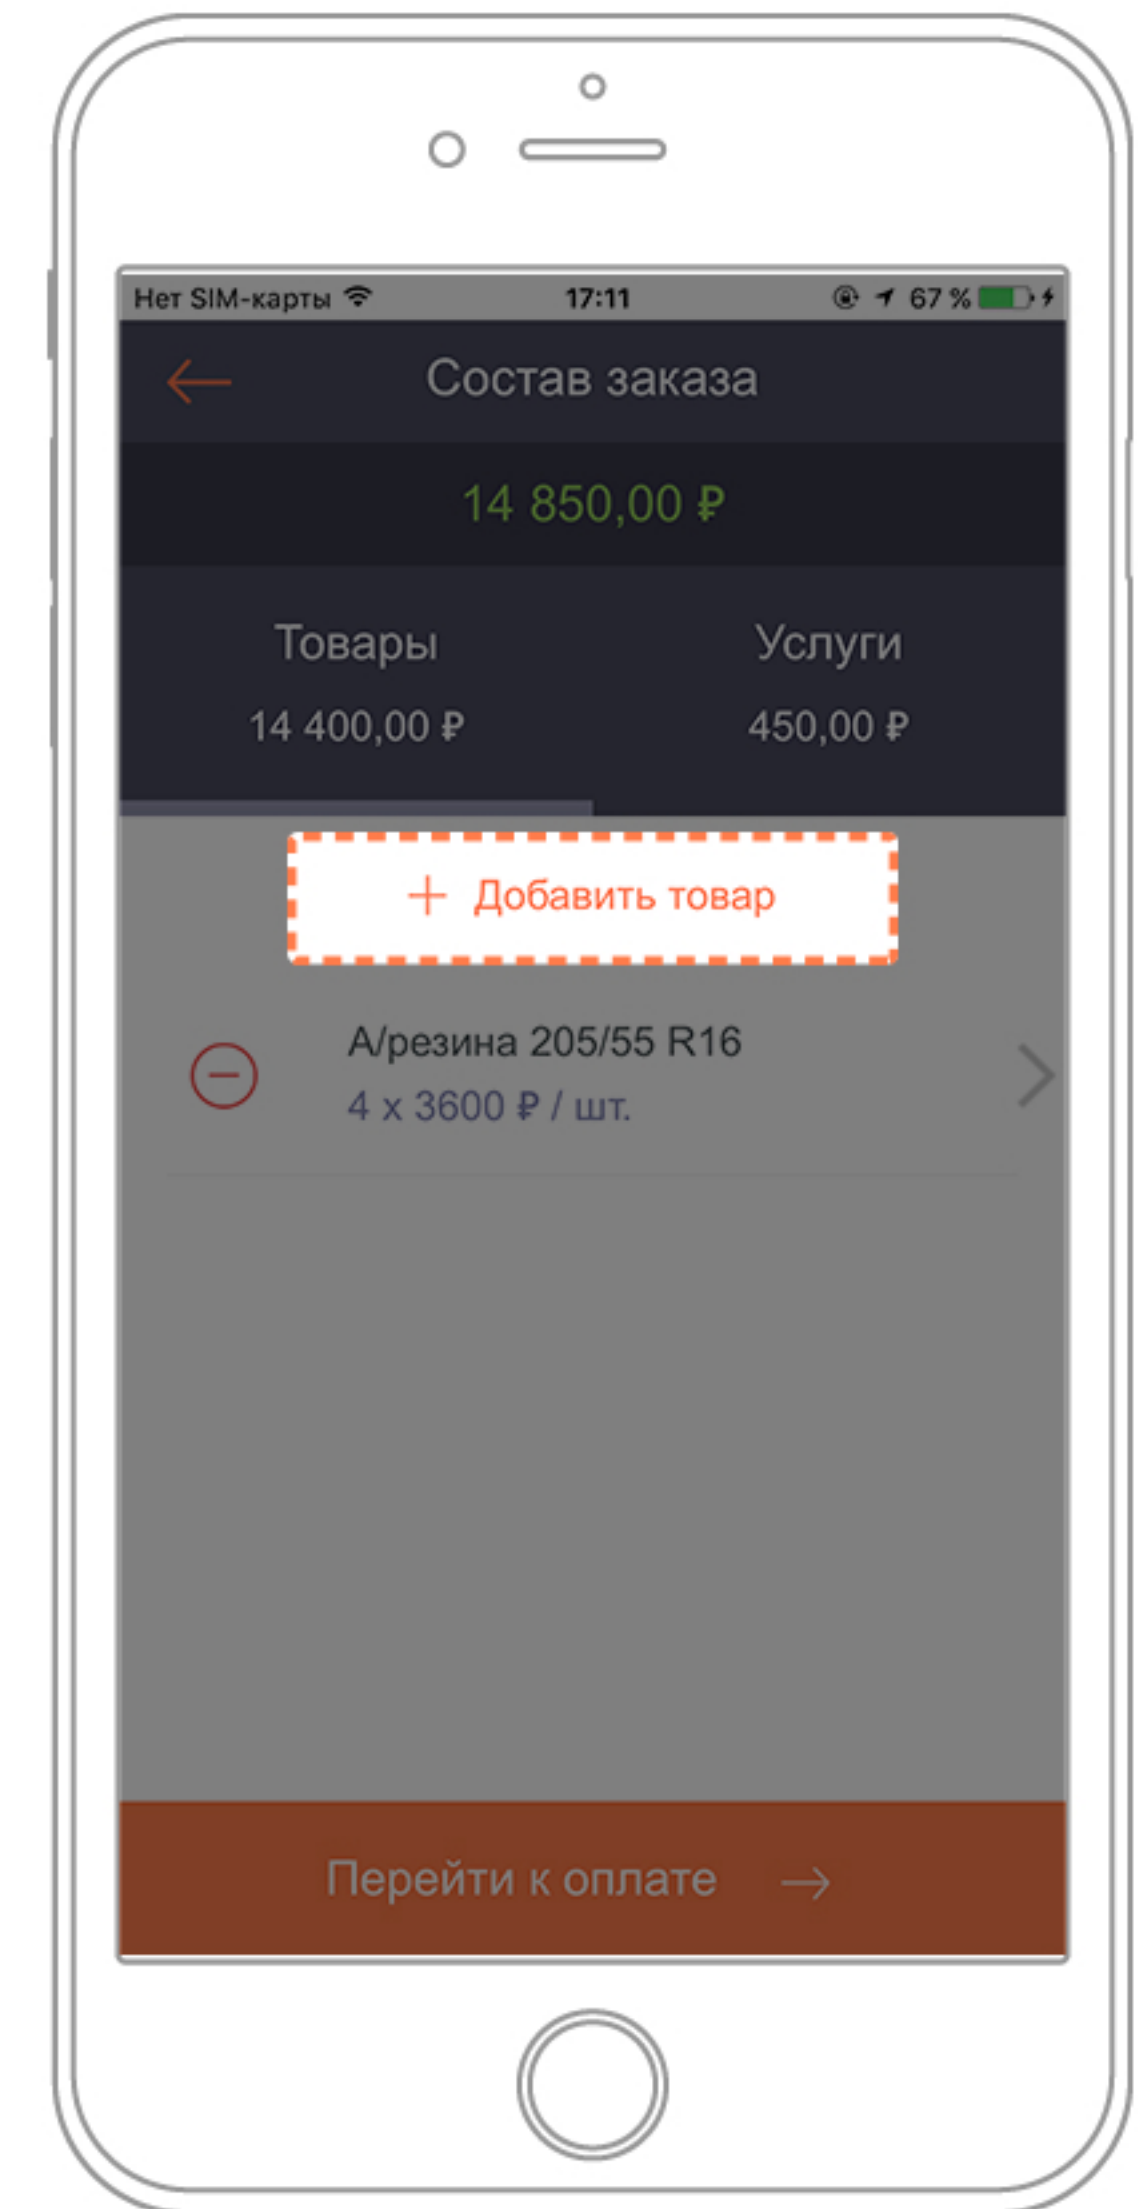 Нет SIM-карты 17:11 67 %
Состав заказа
14 850,00 ₽
Товары Услуги
14 400,00 ₽ 450,00 ₽
+ Добавить товар
А/резина 205/55 R16
4 x 3600 ₽ / шт.
Перейти к оплате →